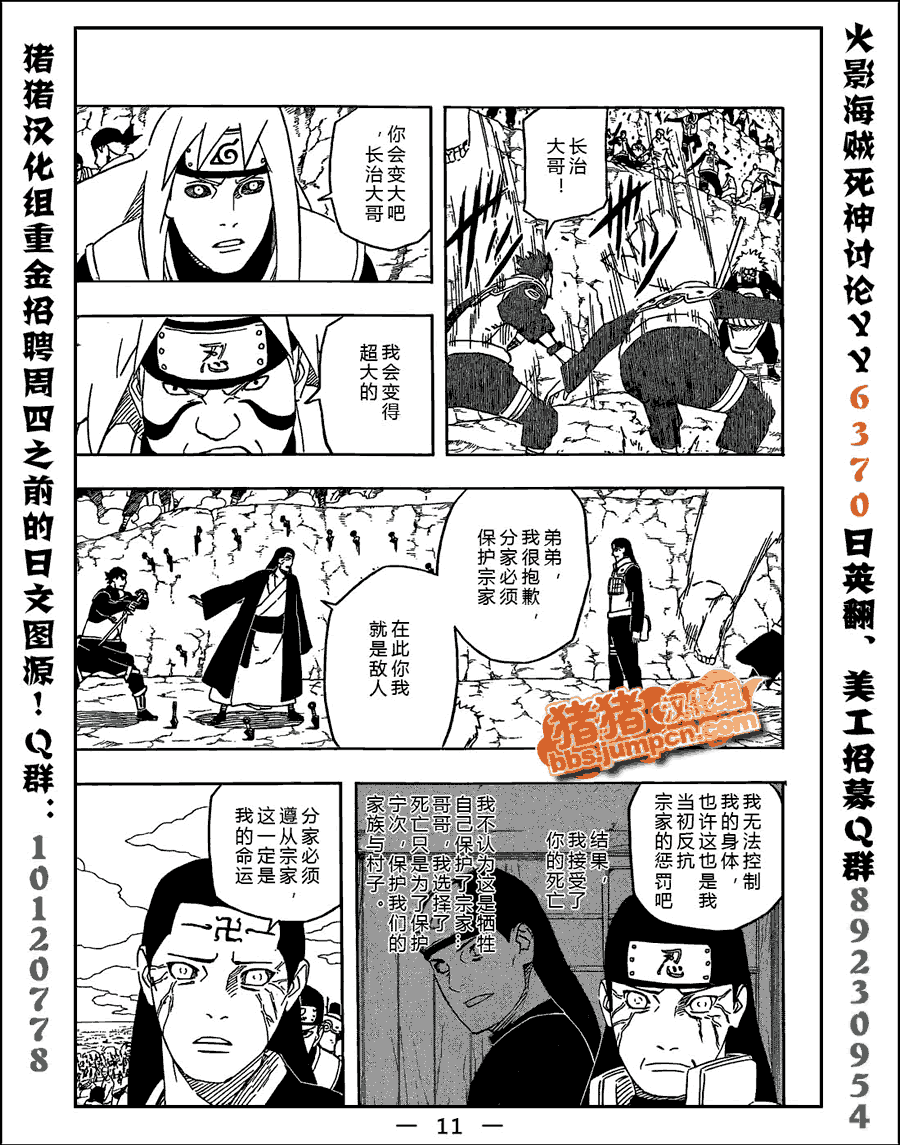 火影海贼死神讨论YY6370日英翻、美工招募Q群89230954
长治
大哥！
你会变大吧
，
长治大哥
忍
我会变得
超大的
弟弟，
我很抱歉，
分家必须
保护宗家
在此你我
就是敌人
猪猪汉化组
bbs.jumpcn.com
我无法控制
我的身体，
也许这也是我
当初反抗
宗家的惩罚吧
忍
结果，
我接受了
你的死亡
我不认为这是牺牲
自己保护了宗家…
哥哥，我选择了
死亡只是为了保护
宁次，保护我们的
家族与村子。
分家必须
遵从宗家，
这一定是
我的命运
卍
猪猪汉化组重金招聘周四之前的日文图源！Q群：10120778
— 11 —